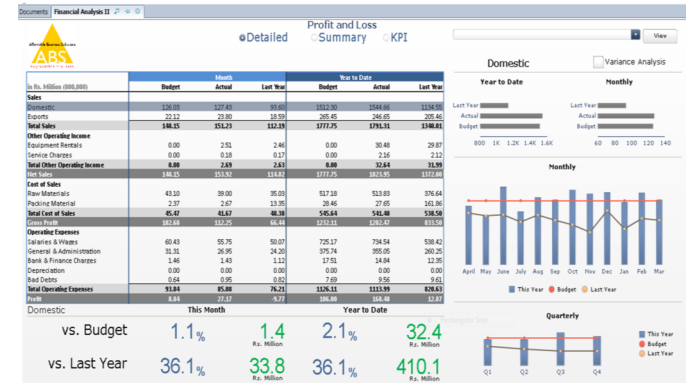 Documents Financial Analysis II
Profit and Loss
Detailed Summary KPI
View
ABS
Domestic
Variance Analysis
Month Year to Date
in Rs. Million (000,000) Budget Actual Last Year Budget Actual Last Year
Sales
Domestic 126.03 127.43 93.60 1512.30 1544.66 1134.55
Exports 22.12 23.80 18.59 265.45 246.65 205.46
Total Sales 148.15 151.23 112.19 1777.75 1791.31 1340.01
Other Operating Income
Equipment Rentals 0.00 2.51 2.46 0.00 30.48 29.87
Service Charges 0.00 0.18 0.17 0.00 2.16 2.12
Total Other Operating Income 0.00 2.69 2.63 0.00 32.64 31.99
Net Sales 148.15 153.92 114.82 1777.75 1823.95 1372.00
Cost of Sales
Raw Materials 43.10 39.00 35.03 517.18 513.83 376.64
Packing Material 2.37 2.67 13.35 28.46 27.65 161.86
Total Cost of Sales 45.47 41.67 48.38 545.64 541.48 538.50
Gross Profit 102.68 112.25 66.44 1232.11 1282.47 833.50
Operating Expenses
Salaries & Wages 60.43 55.75 50.07 725.17 734.54 538.42
General & Administration 31.31 26.95 24.20 375.74 355.05 260.25
Bank & Finance Charges 1.46 1.43 1.12 17.51 14.84 12.35
Depreciation 0.00 0.00 0.00 0.00 0.00 0.00
Bad Debts 0.64 0.95 0.82 7.69 9.56 9.61
Total Operating Expenses 93.84 85.08 76.21 1126.11 1113.99 820.63
Profit 8.84 27.17 -9.77 106.00 168.48 12.87
Domestic This Month Year to Date
vs. Budget 1.1% 1.4 2.1% 32.4
Rs. Million Rs. Million
vs. Last Year 36.1% 33.8 36.1% 410.1
Rs. Million Rs. Million
Year to Date
Last Year
Actual
Budget
800 1K 1.2K 1.4K 1.6K
Monthly
Last Year
Actual
Budget
60 80 100 120 140
Monthly
April May June July Aug Sep Oct Nov Dec Jan Feb Mar
This Year Budget Last Year
Quarterly
Q1 Q2 Q3 Q4
This Year
Budget
Last Year